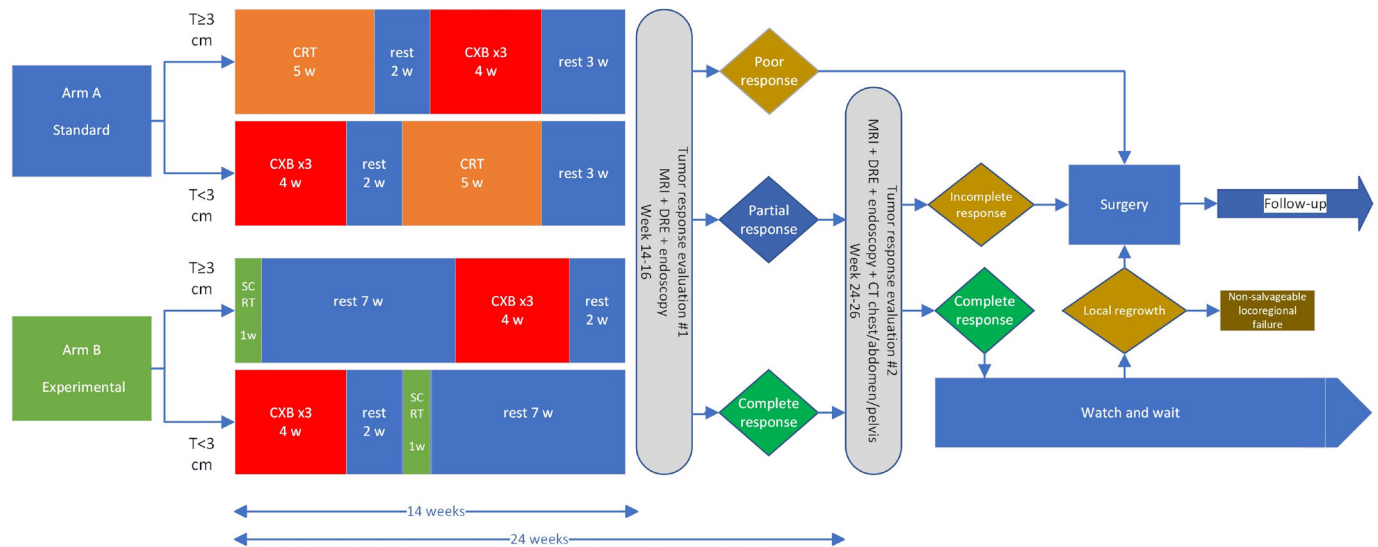 Arm A
Standard
T≥3
cm
CRT
5 w
rest
2 w
CXB x3
4 w
rest 3 w
CXB x3
4 w
rest
2 w
CRT
5 w
rest 3 w
T<3
cm
Arm B
Experimental
T≥3
cm
SC
RT
1w
rest 7 w
CXB x3
4 w
rest
2 w
CXB x3
4 w
rest
2 w
SC
RT
1w
rest 7 w
T<3
cm
Tumor response evaluation #1
MRI + DRE + endoscopy
Week 14-16
Poor
response
Partial
response
Complete
response
Tumor response evaluation #2
MRI + DRE + endoscopy + CT chest/abdomen/pelvis
Week 24-26
Incomplete
response
Complete
response
Surgery
Follow-up
Local regrowth
Non-salvageable
locoregional
failure
Watch and wait
14 weeks
24 weeks